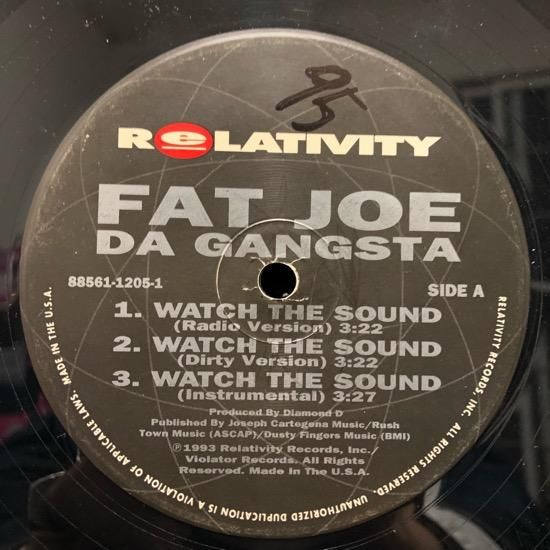 95
RELATIVITY
FAT JOE
DA GANGSTA
88561-1205-1
SIDE A
1. WATCH THE SOUND
(Radio Version) 3:22
2. WATCH THE SOUND
(Dirty Version) 3:22
3. WATCH THE SOUND
(Instrumental) 3:27
Produced By Diamond D
Published By Joseph Cartegena Music/Rush
Town Music (ASCAP)/Dusty Fingers Music (BMI)
℗1993 Relativity Records, Inc./
Violator Records. All Rights
Reserved. Made In The U.S.A.
RELATIVITY RECORDS, INC. ALL RIGHTS RESERVED. UNAUTHORIZED DUPLICATION IS A VIOLATION OF APPLICABLE LAWS. MADE IN THE U.S.A.